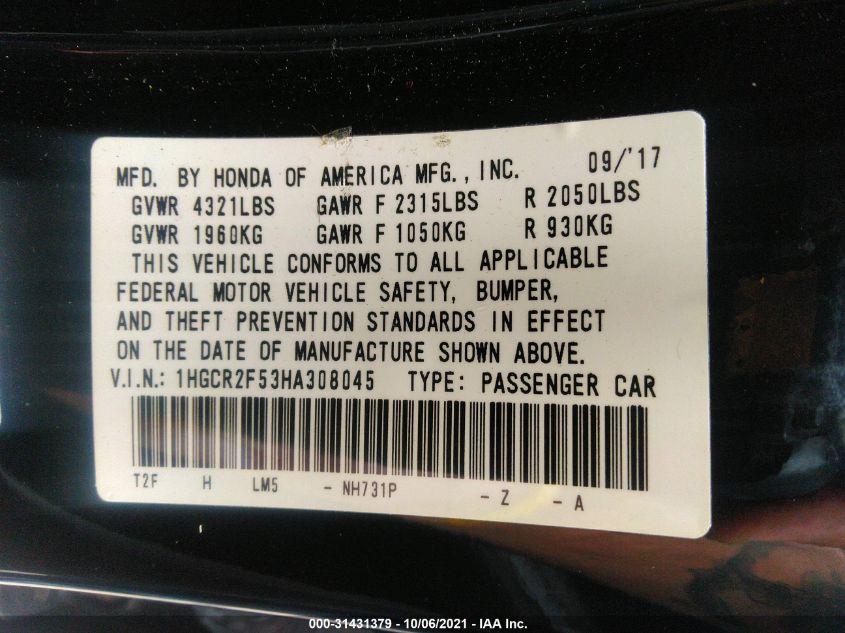 MFD. BY HONDA OF AMERICA MFG., INC. 09/'17
GVWR 4321LBS GAWR F 2315LBS R 2050LBS
GVWR 1960KG GAWR F 1050KG R 930KG
THIS VEHICLE CONFORMS TO ALL APPLICABLE
FEDERAL MOTOR VEHICLE SAFETY, BUMPER,
AND THEFT PREVENTION STANDARDS IN EFFECT
ON THE DATE OF MANUFACTURE SHOWN ABOVE.
V.I.N.: 1HGCR2F53HA308045 TYPE: PASSENGER CAR
T2F H LM5 - NH731P - Z - A
000-31431379 - 10/06/2021 - IAA Inc.